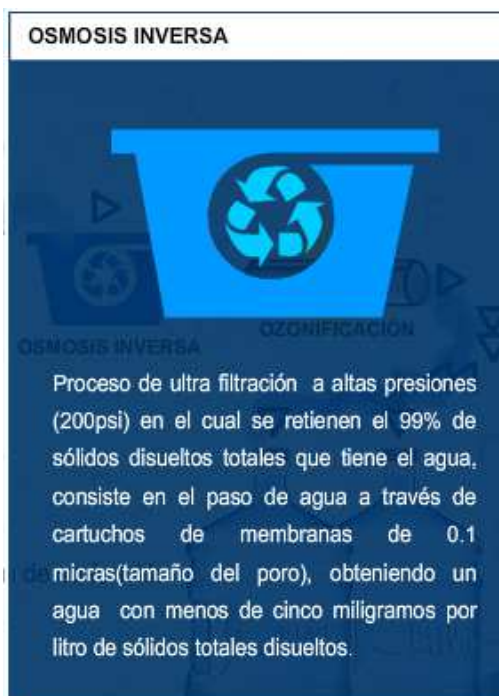 OSMOSIS INVERSA
OZONIFICACIÓN
OSMOSIS INVERSA
Proceso de ultra filtración a altas presiones
(200psi) en el cual se retienen el 99% de
sólidos disueltos totales que tiene el agua,
consiste en el paso de agua a través de
cartuchos de membranas de 0.1
micras(tamaño del poro), obteniendo un
agua con menos de cinco miligramos por
litro de sólidos totales disueltos.